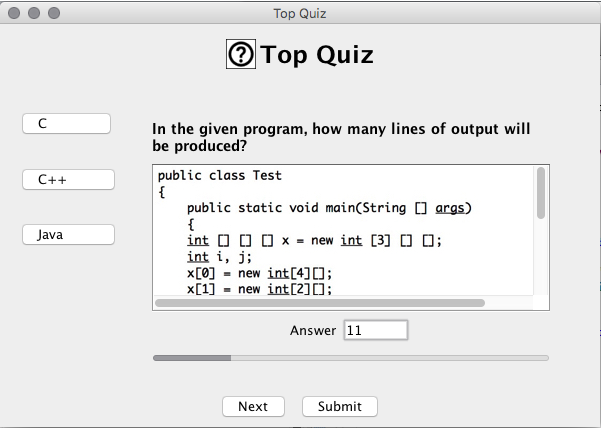 Top Quiz
Top Quiz
C
C++
Java
In the given program, how many lines of output will
be produced?
public class Test
{
public static void main(String [] args)
{
int [] [] [] x = new int [3] [] [];
int i, j;
x[0] = new int[4][];
x[1] = new int[2][];
Answer 11
Next Submit